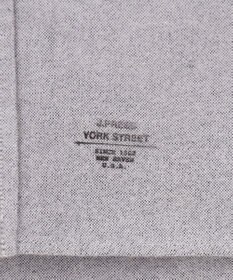 J.PRESS
YORK STREET
SINCE 1902
NEW HAVEN
U.S.A.